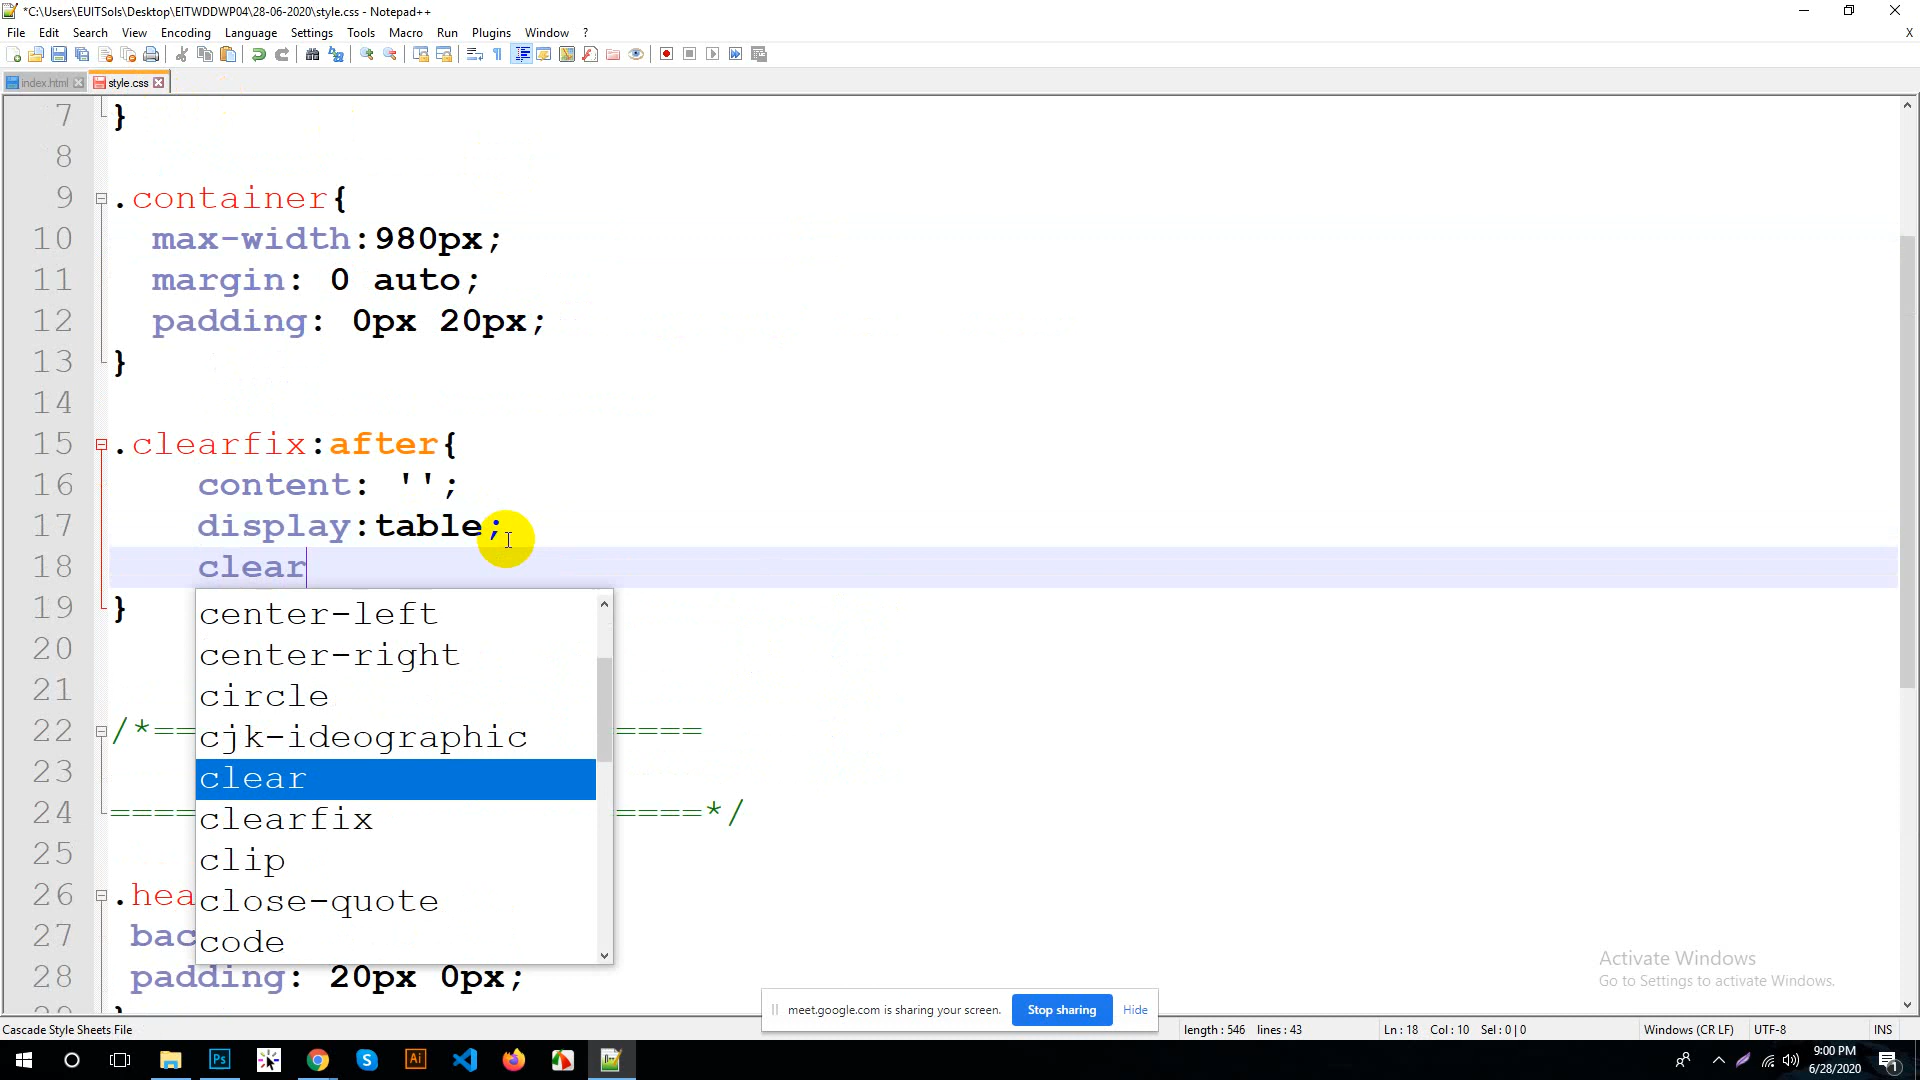 *C:\Users\EUITSols\Desktop\EITWDDWP04\28-06-2020\style.css - Notepad++
File Edit Search View Encoding Language Settings Tools Macro Run Plugins Window ? X
index.html style.css
7 }
8
9 .container{
10 max-width:980px;
11 margin: 0 auto;
12 padding: 0px 20px;
13 }
14
15 .clearfix:after{
16 content: '';
17 display:table;
18 clear
19 }
center-left
20
center-right
21
circle
22 /*== ====
cjk-ideographic
23
clear
24 ==== ====*/
clearfix
25
clip
26 .hea
close-quote
27 bac
code
28 padding: 20px 0px;
Activate Windows
Go to Settings to activate Windows.
meet.google.com is sharing your screen. Stop sharing Hide
Cascade Style Sheets File length : 546 lines : 43 Ln : 18 Col : 10 Sel : 0 | 0 Windows (CR LF) UTF-8 INS
Ps Ai
9:00 PM
6/28/2020
1